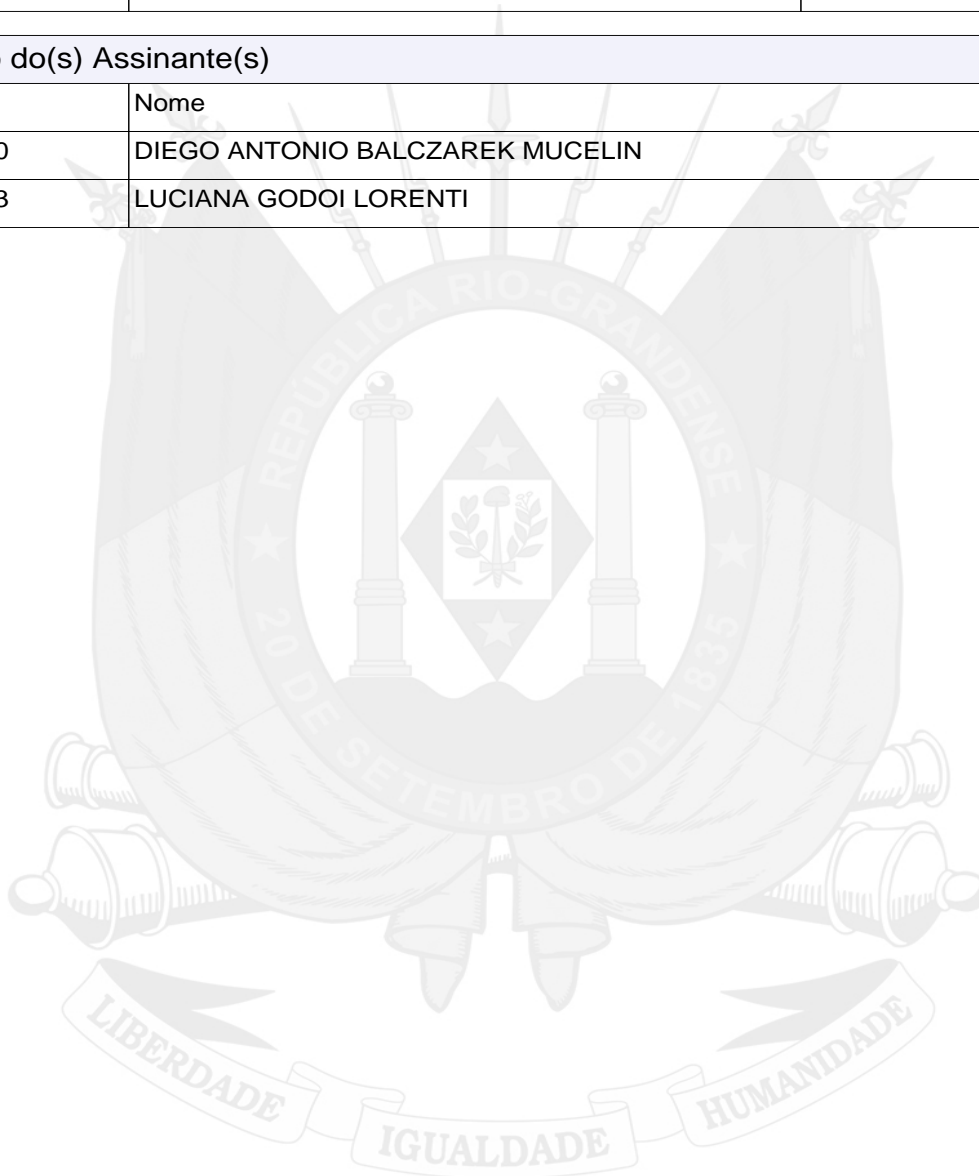 do(s) Assinante(s)
Nome
0 DIEGO ANTONIO BALCZAREK MUCELIN
3 LUCIANA GODOI LORENTI
REPÚBLICA RIO-GRANDENSE
20 DE SETEMBRO DE 1835
LIBERDADE IGUALDADE HUMANIDADE